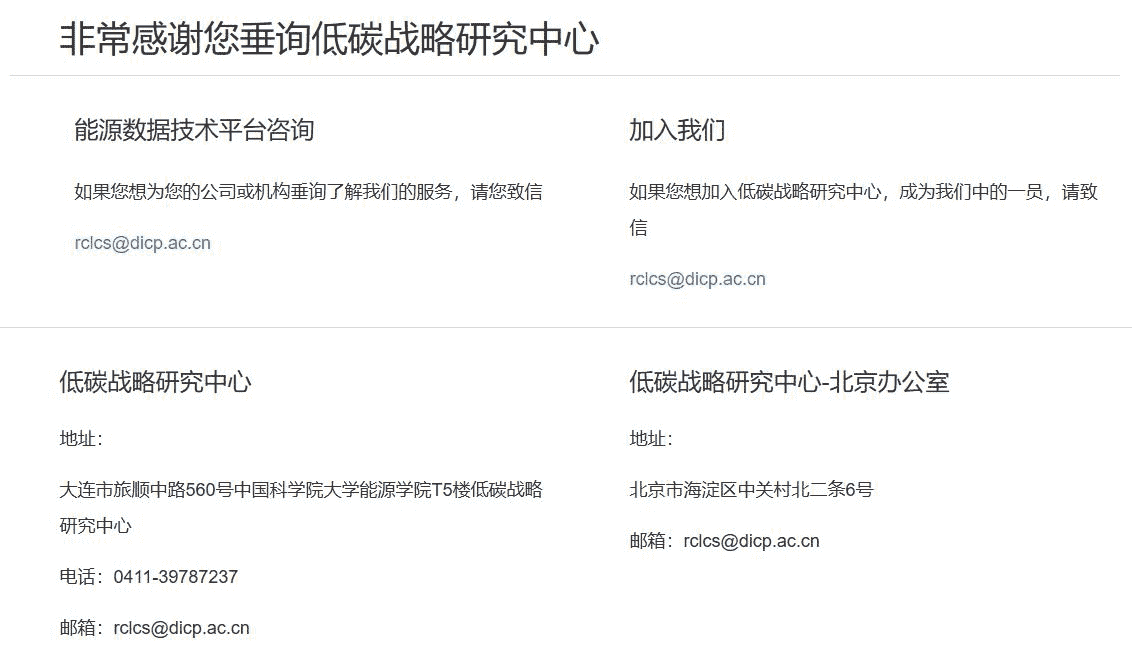 非常感谢您垂询低碳战略研究中心
能源数据技术平台咨询
如果您想为您的公司或机构垂询了解我们的服务，请您致信
rclcs@dicp.ac.cn
加入我们
如果您想加入低碳战略研究中心，成为我们中的一员，请致
信
rclcs@dicp.ac.cn
低碳战略研究中心
地址：
大连市旅顺中路560号中国科学院大学能源学院T5楼低碳战略
研究中心
电话：0411-39787237
邮箱：rclcs@dicp.ac.cn
低碳战略研究中心-北京办公室
地址：
北京市海淀区中关村北二条6号
邮箱：rclcs@dicp.ac.cn